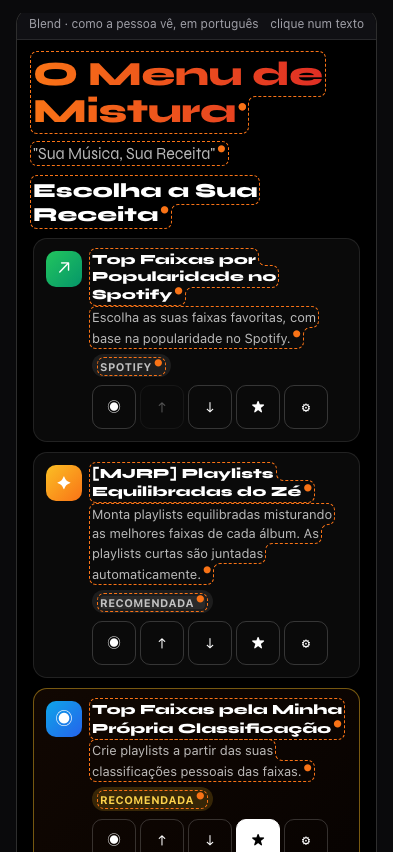 Blend · como a pessoa vê, em português clique num texto
O Menu de
Mistura
"Sua Música, Sua Receita"
Escolha a Sua
Receita
Top Faixas por
Popularidade no
Spotify
Escolha as suas faixas favoritas, com
base na popularidade no Spotify.
SPOTIFY
[MJRP] Playlists
Equilibradas do Zé
Monta playlists equilibradas misturando
as melhores faixas de cada álbum. As
playlists curtas são juntadas
automaticamente.
RECOMENDADA
Top Faixas pela Minha
Própria Classificação
Crie playlists a partir das suas
classificações pessoais das faixas.
RECOMENDADA